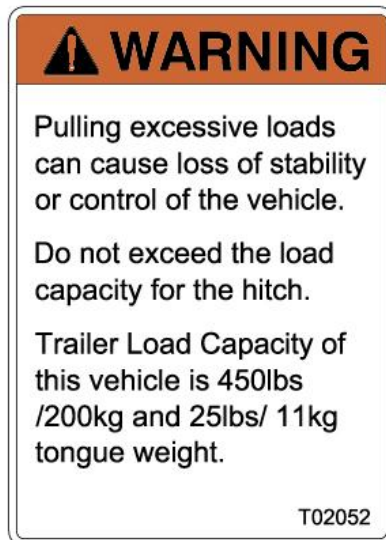 WARNING
Pulling excessive loads
can cause loss of stability
or control of the vehicle.
Do not exceed the load
capacity for the hitch.
Trailer Load Capacity of
this vehicle is 450lbs
/200kg and 25lbs/ 11kg
tongue weight.
T02052